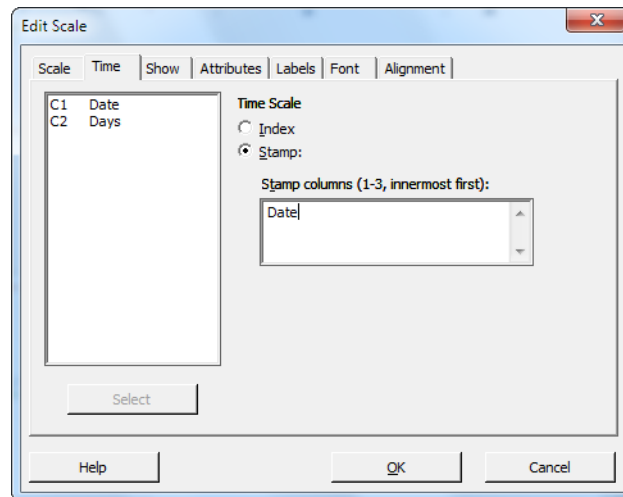 Edit Scale
X
Scale Time Show Attributes Labels Font Alignment
C1 Date
C2 Days
Time Scale
Index
Stamp:
Stamp columns (1-3, innermost first):
Date
Select
Help OK Cancel